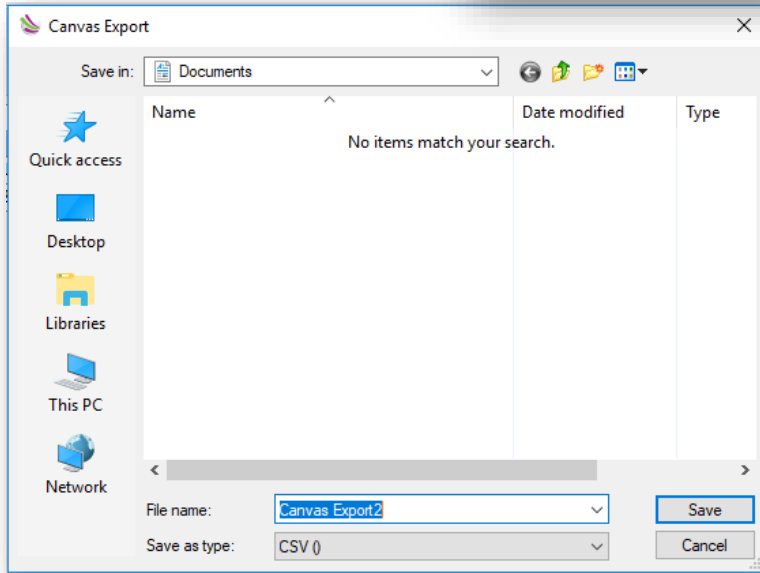 Canvas Export
Save in: Documents
Name Date modified Type
No items match your search.
Quick access
Desktop
Libraries
This PC
Network
File name: Canvas Export2 Save
Save as type: CSV () Cancel